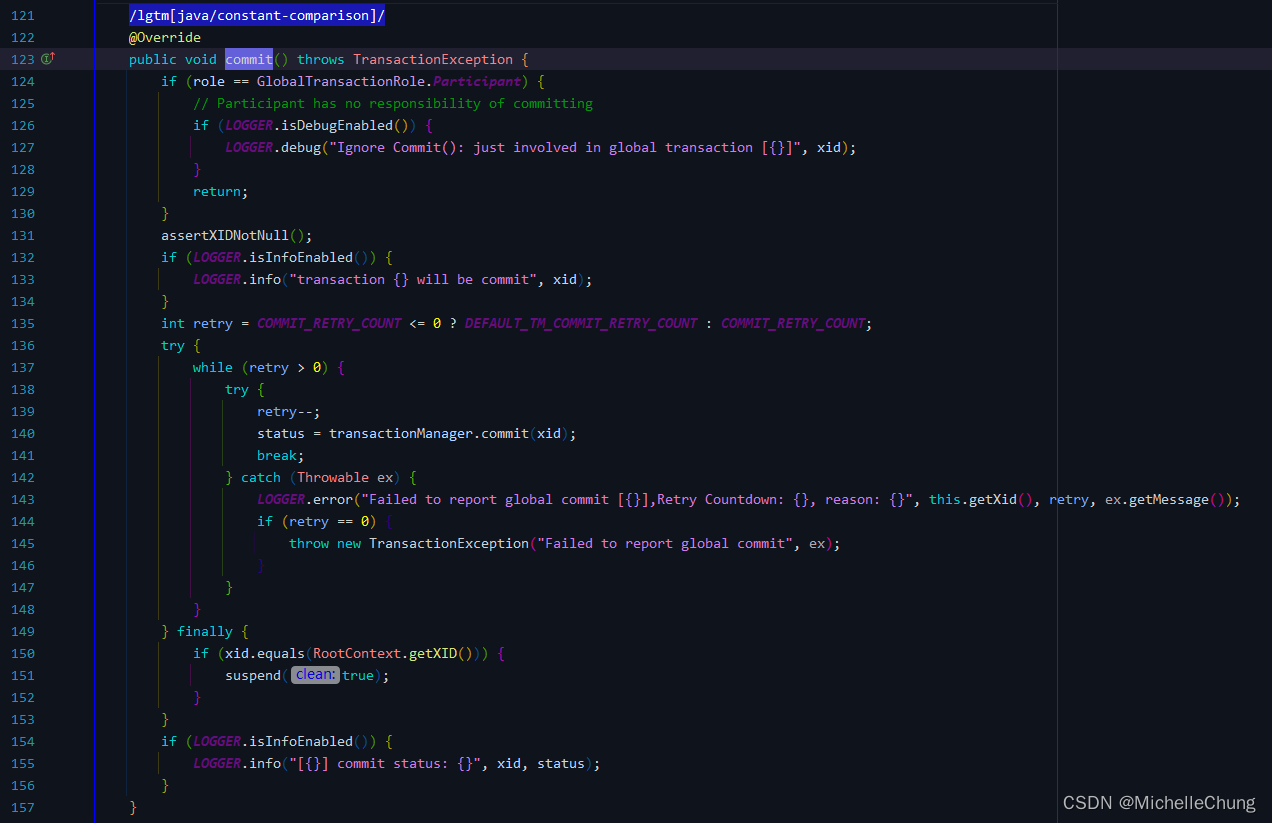 121 /lgtm[java/constant-comparison]/
122 @Override
123 public void commit() throws TransactionException {
124 if (role == GlobalTransactionRole.Participant) {
125 // Participant has no responsibility of committing
126 if (LOGGER.isDebugEnabled()) {
127 LOGGER.debug("Ignore Commit(): just involved in global transaction [{}]", xid);
128 }
129 return;
130 }
131 assertXIDNotNull();
132 if (LOGGER.isInfoEnabled()) {
133 LOGGER.info("transaction {} will be commit", xid);
134 }
135 int retry = COMMIT_RETRY_COUNT <= 0 ? DEFAULT_TM_COMMIT_RETRY_COUNT : COMMIT_RETRY_COUNT;
136 try {
137 while (retry > 0) {
138 try {
139 retry--;
140 status = transactionManager.commit(xid);
141 break;
142 } catch (Throwable ex) {
143 LOGGER.error("Failed to report global commit [{}],Retry Countdown: {}, reason: {}", this.getXid(), retry, ex.getMessage());
144 if (retry == 0) {
145 throw new TransactionException("Failed to report global commit", ex);
146 }
147 }
148 }
149 } finally {
150 if (xid.equals(RootContext.getXID())) {
151 suspend( clean: true);
152 }
153 }
154 if (LOGGER.isInfoEnabled()) {
155 LOGGER.info("[{}] commit status: {}", xid, status);
156 }
157 }
CSDN @MichelleChung